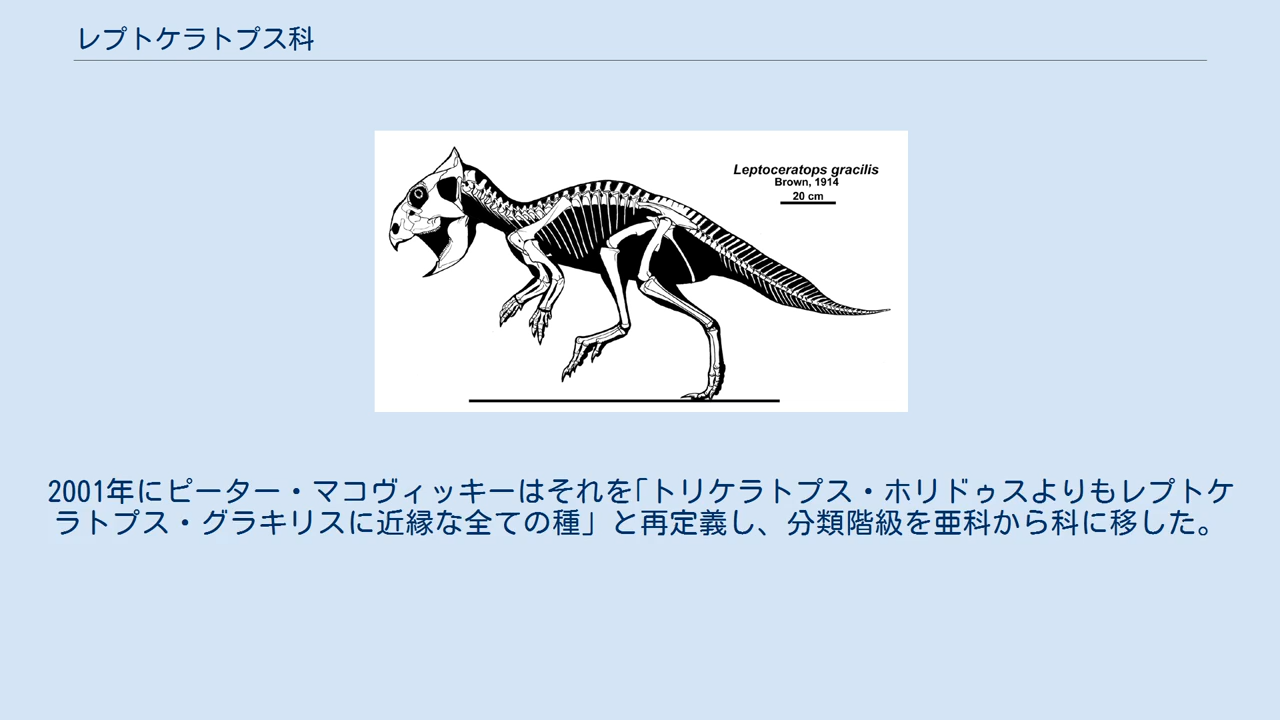 レプトケラトプス科
Leptoceratops gracilis
Brown, 1914
20 cm
2001年にピーター・マコヴィッキーはそれを「トリケラトプス・ホリドゥスよりもレプトケ
ラトプス・グラキリスに近縁な全ての種」と再定義し、分類階級を亜科から科に移した。